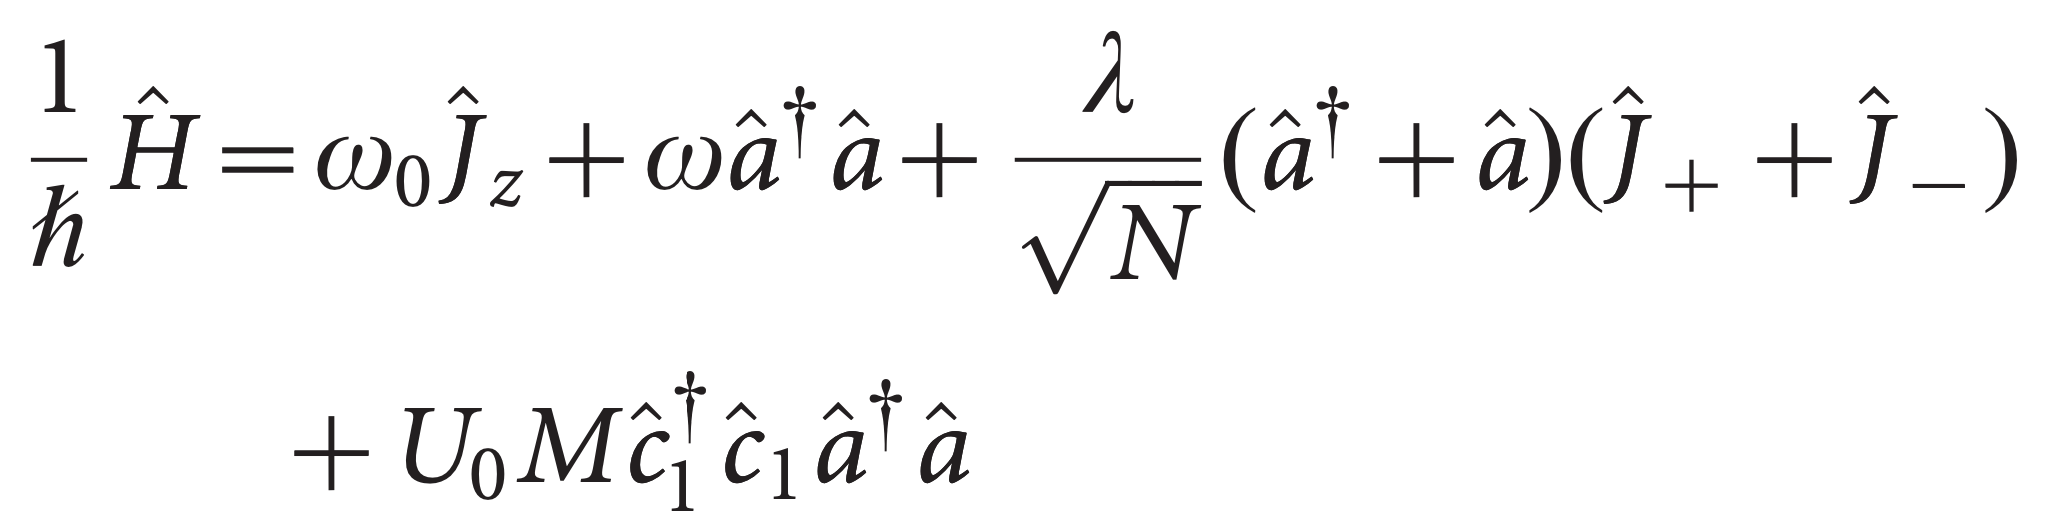 \frac{1}{\hbar} \hat{H} = \omega_0 \hat{J}_z + \omega \hat{a}^\dagger \hat{a} + \frac{\lambda}{\sqrt{N}} (\hat{a}^\dagger + \hat{a})(\hat{J}_+ + \hat{J}_-)
+ U_0 M \hat{c}_1^\dagger \hat{c}_1 \hat{a}^\dagger \hat{a}